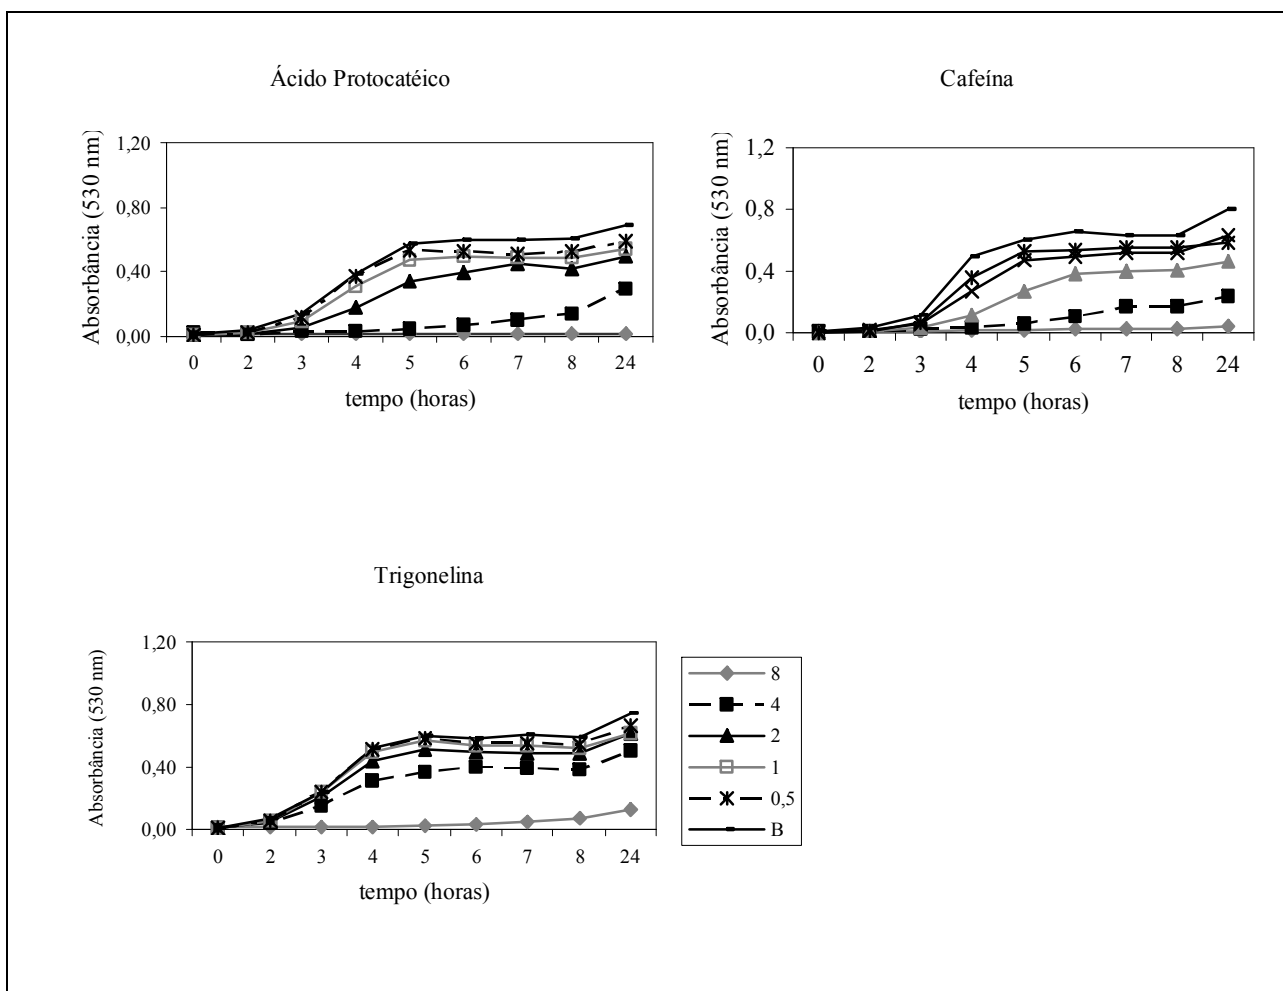 Ácido Protocatéico
Absorbância (530 nm)
1,20
0,80
0,40
0,00
0 2 3 4 5 6 7 8 24
tempo (horas)
Cafeína
Absorbância (530 nm)
1,2
0,8
0,4
0,0
0 2 3 4 5 6 7 8 24
tempo (horas)
Trigonelina
Absorbância (530 nm)
1,20
0,80
0,40
0,00
0 2 3 4 5 6 7 8 24
tempo (horas)
8
4
2
1
0,5
B